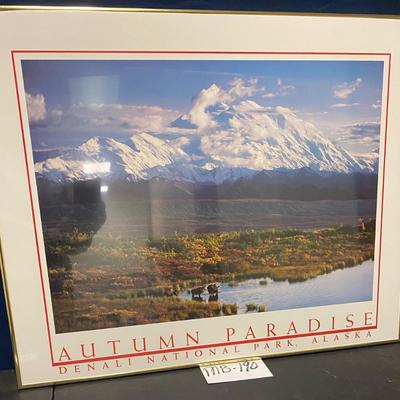 AUTUMN PARADISE
DENALI NATIONAL PARK, ALASKA
MB-190